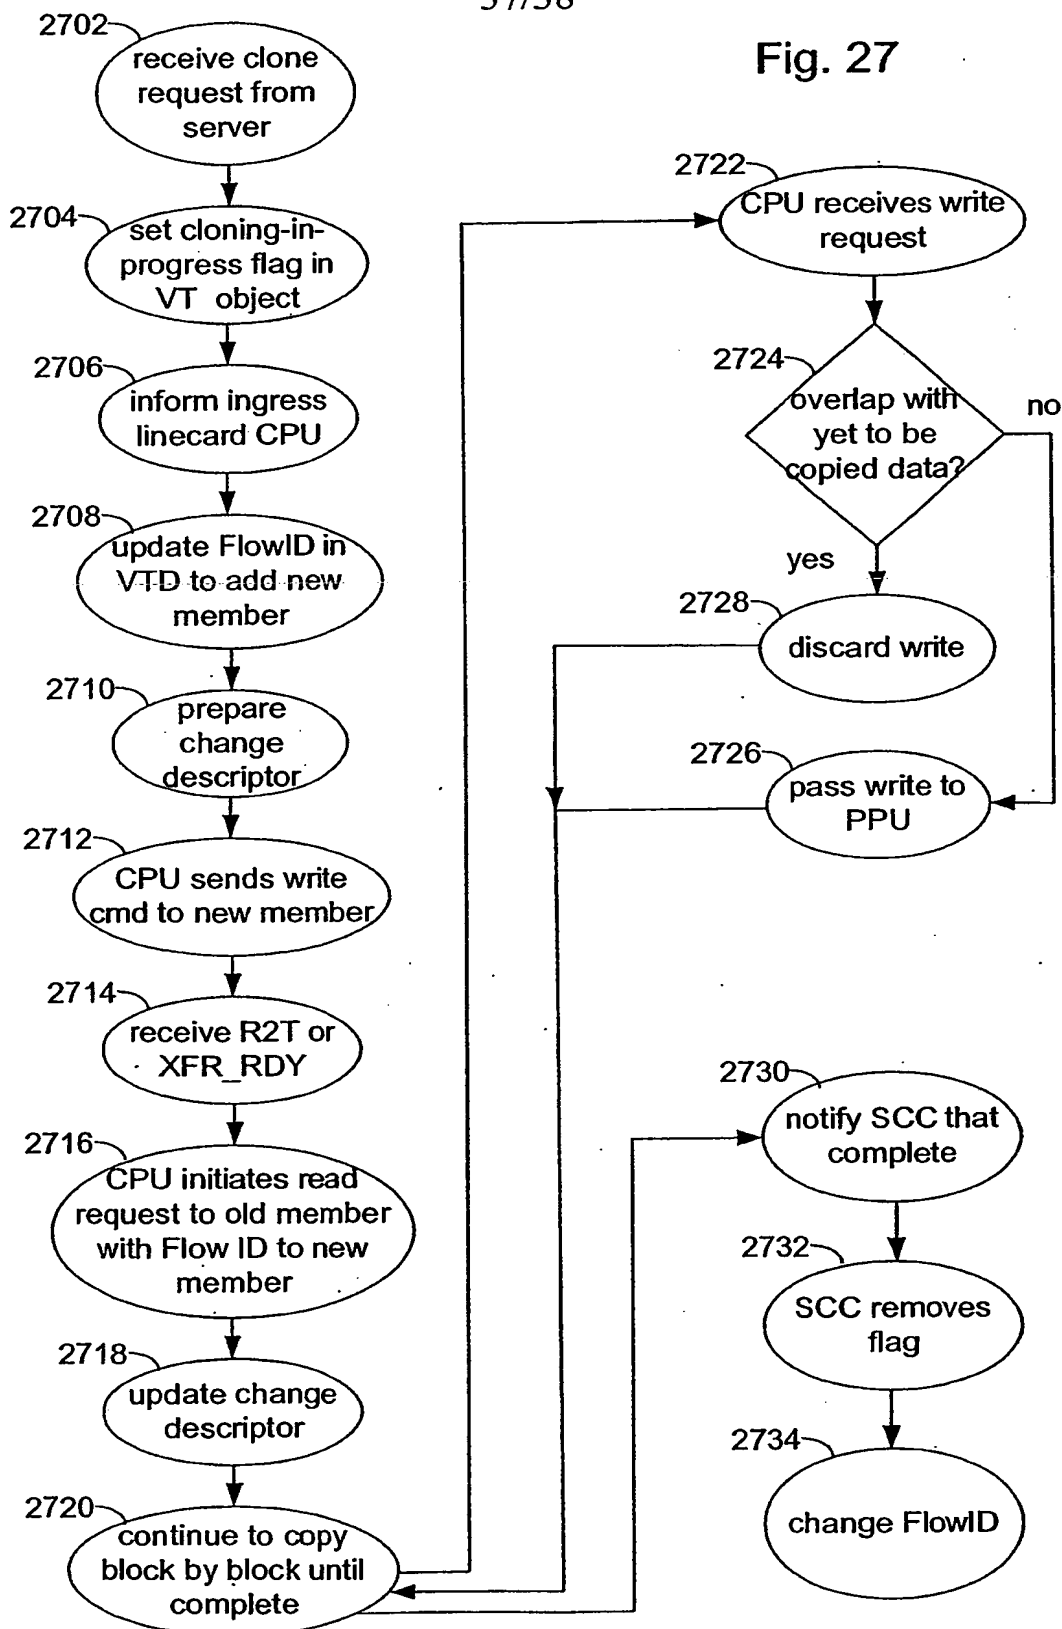 Fig. 27
2702
receive clone
request from
server
2704
set cloning-in-
progress flag in
VT object
2706
inform ingress
linecard CPU
2708
update FlowID in
VTD to add new
member
2710
prepare
change
descriptor
2712
CPU sends write
cmd to new member
2714
receive R2T or
XFR_RDY
2716
CPU initiates read
request to old member
with Flow ID to new
member
2718
update change
descriptor
2720
continue to copy
block by block until
complete
2722
CPU receives write
request
2724
overlap with
yet to be
copied data?
no
yes
2728
discard write
2726
pass write to
PPU
2730
notify SCC that
complete
2732
SCC removes
flag
2734
change FlowID